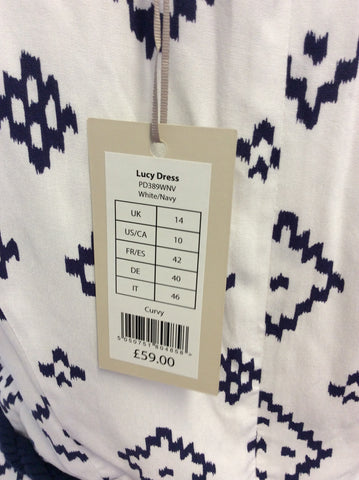 Lucy Dress
PD389WNV
White/Navy
UK 14
US/CA 10
FR/ES 42
DE 40
IT 46
Curvy
£59.00